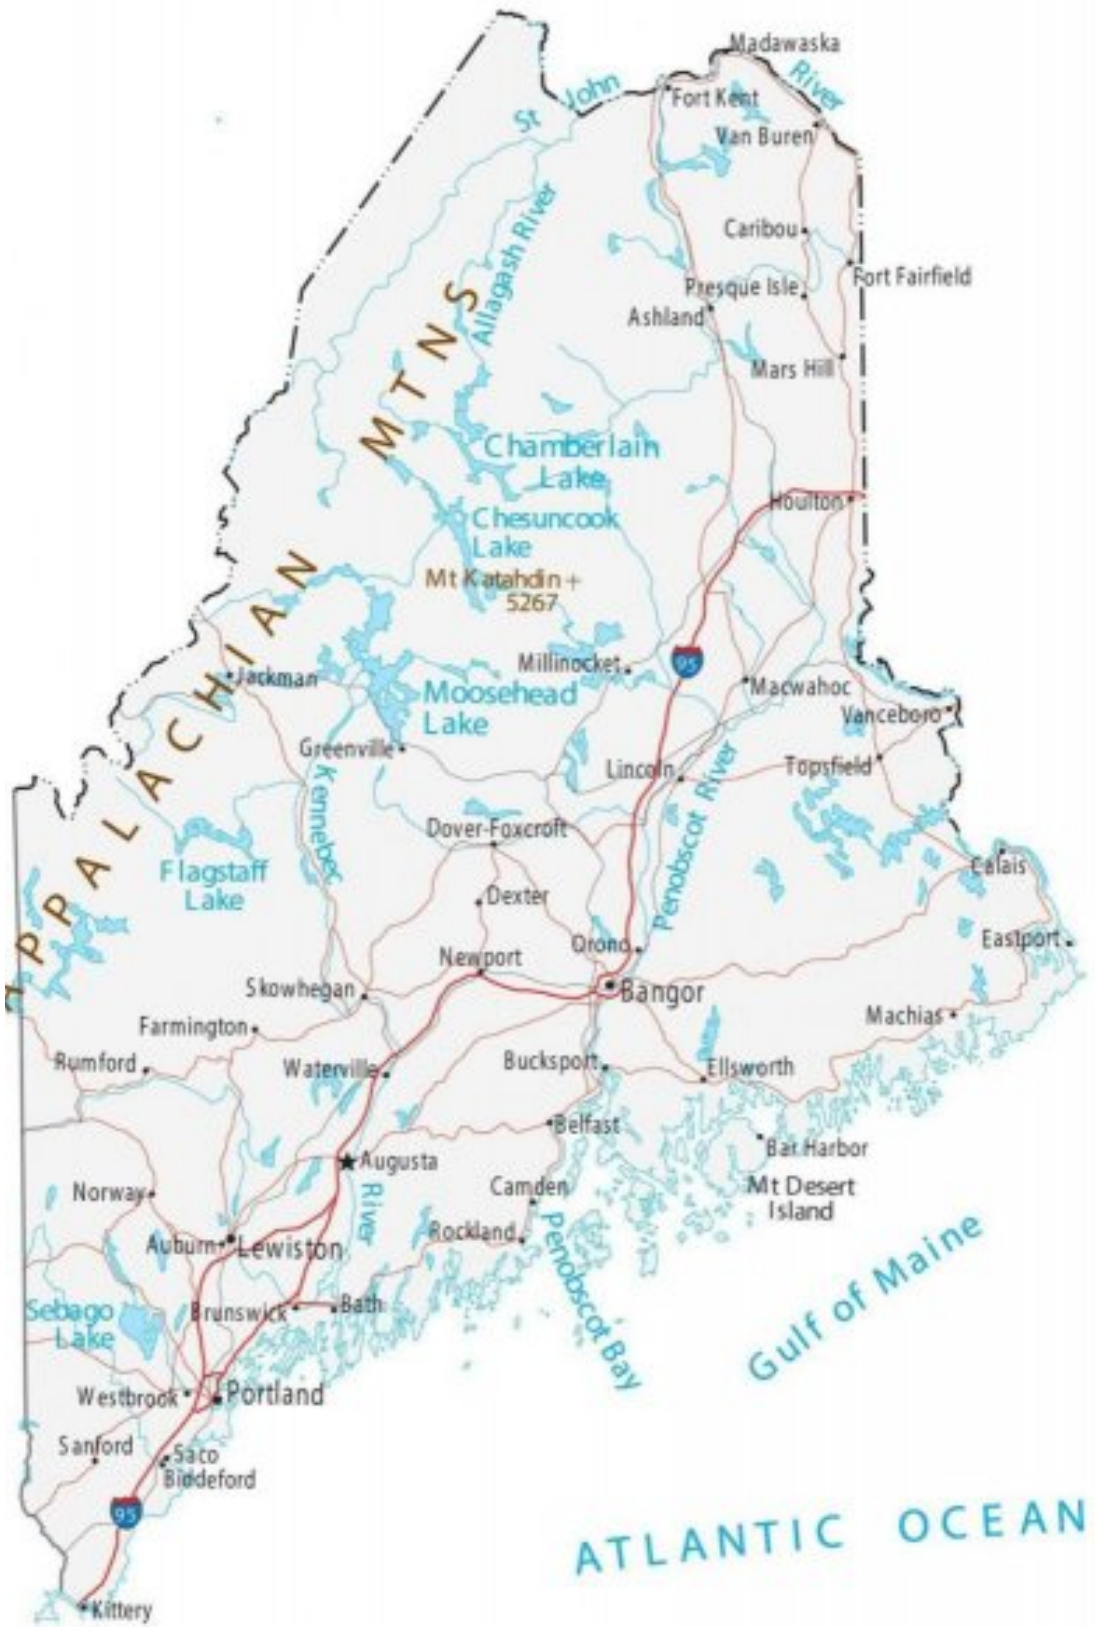 Madawaska
River
Fort Kent
St John
Van Buren
Allagash River
Caribou
Fort Fairfield
Presque Isle
Ashland
Mars Hill
APPALACHIAN MTNS
Chamberlain
Lake
Houlton
Chesuncook
Lake
Mt Katahdin +
5267
95
Millinocket
Jackman
Macwahoc
Moosehead
Lake
Vanceboro
Greenville
Lincoln
Topsfield
Penobscot River
Kennebec
Dover-Foxcroft
Flagstaff
Lake
Calais
Dexter
Orono
Eastport
Newport
Bangor
Skowhegan
Machias
Farmington
Rumford
Waterville
Bucksport
Ellsworth
Belfast
Bar Harbor
Augusta
Mt Desert
Island
Norway
River
Camden
Rockland
Auburn
Lewiston
Penobscot Bay
Gulf of Maine
Sebago
Lake
Brunswick
Bath
Westbrook
Portland
Sanford
Saco
Biddeford
95
ATLANTIC OCEAN
Kittery